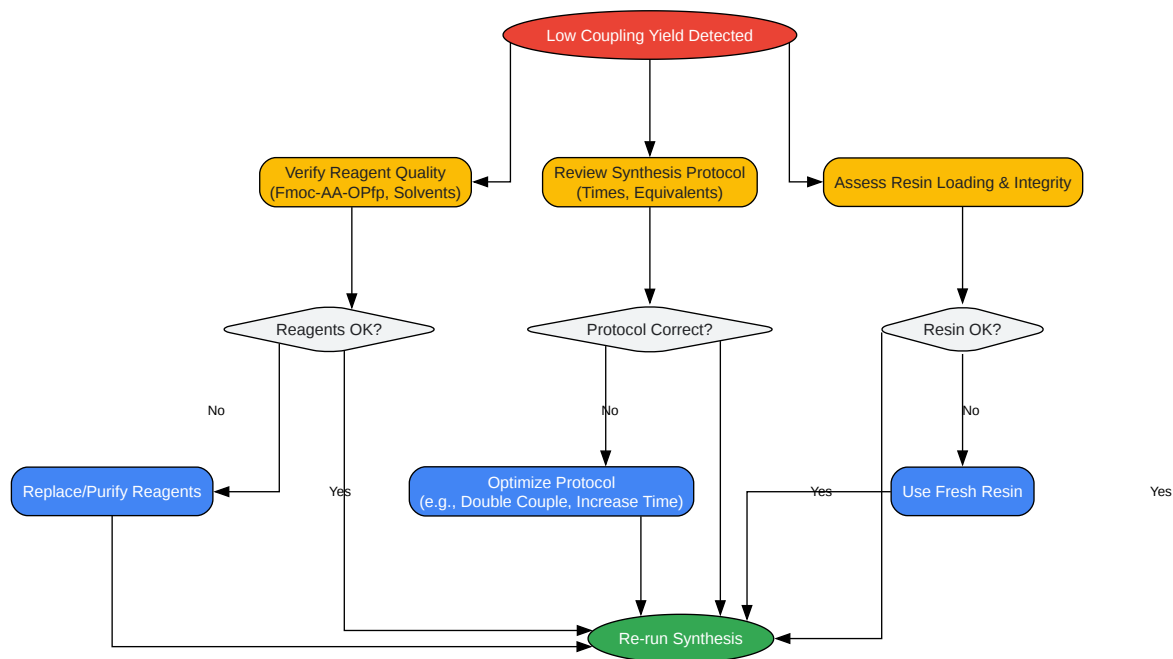 Low Coupling Yield Detected
Verify Reagent Quality
(Fmoc-AA-OPfp, Solvents)
Review Synthesis Protocol
(Times, Equivalents)
Assess Resin Loading & Integrity
Reagents OK?
Protocol Correct?
Resin OK?
No
No
No
Replace/Purify Reagents
Yes
Optimize Protocol
(e.g., Double Couple, Increase Time)
Yes
Use Fresh Resin
Yes
Re-run Synthesis